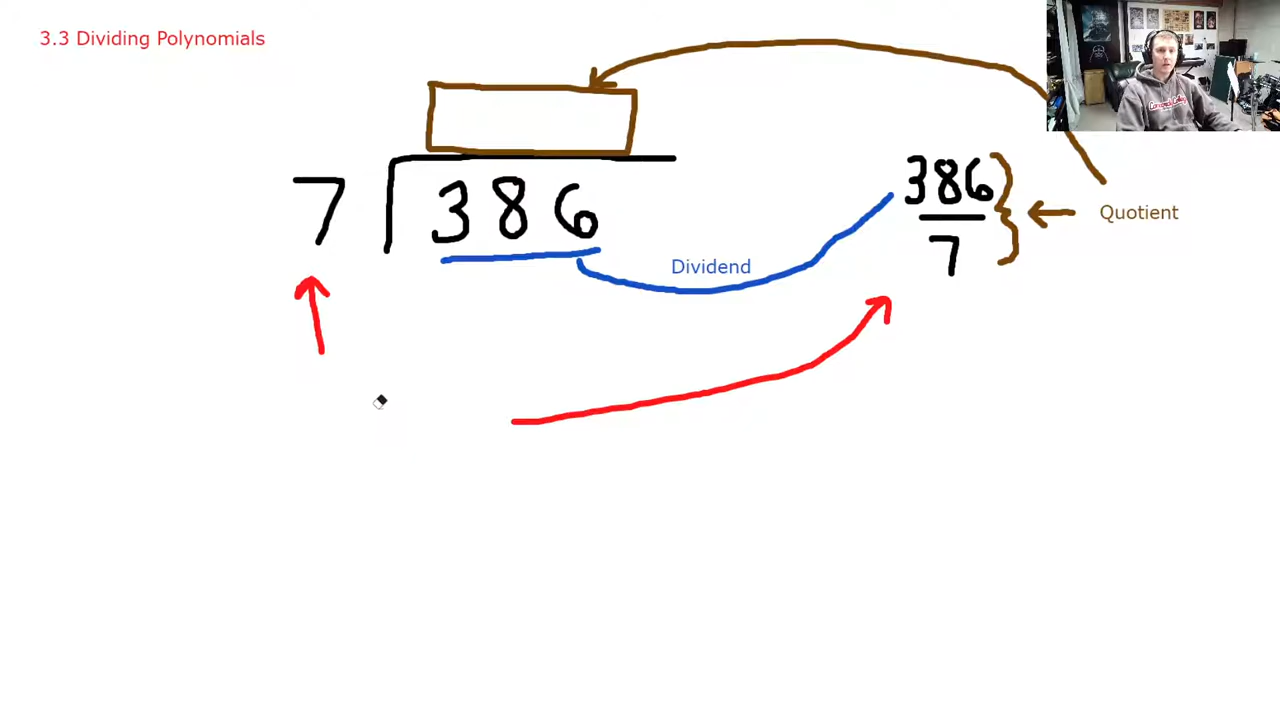 3.3 Dividing Polynomials
7 386
386
7
Quotient
Dividend